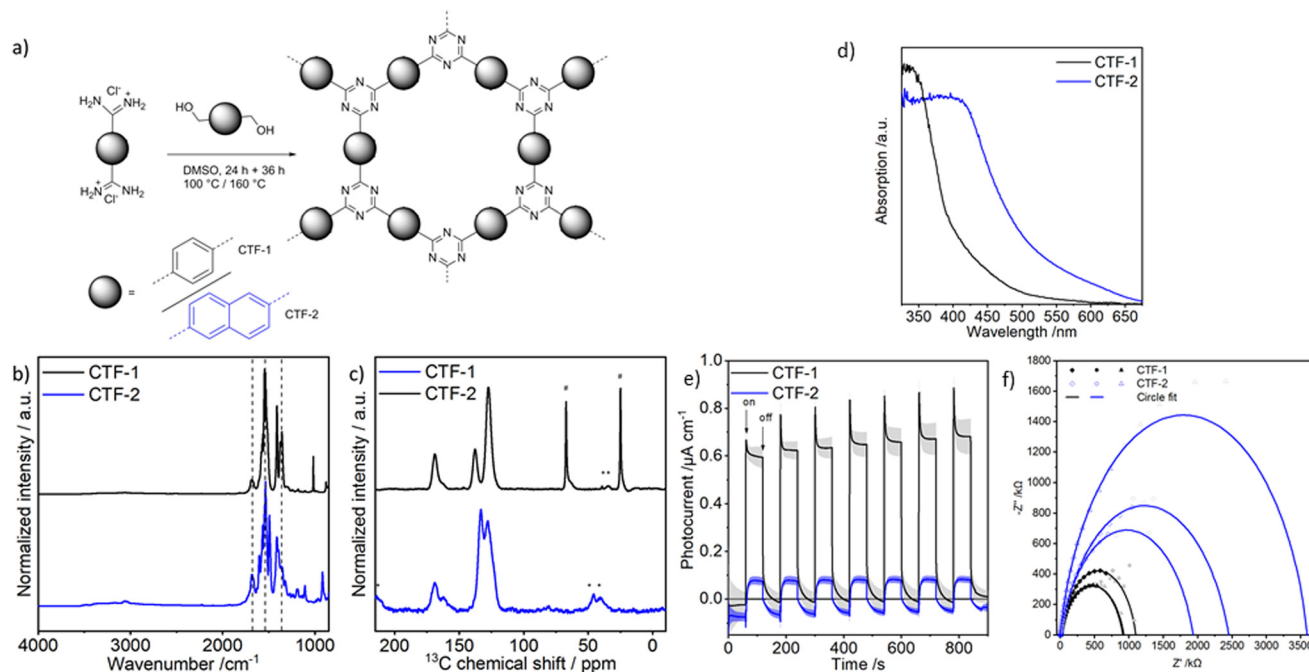 a)
Cl⁻
H₂N
+
NH₂
HO
OH
DMSO, 24 h + 36 h
100 °C / 160 °C
H₂N
+
NH₂
Cl⁻
N N
N
N N N N
N N
N N
N N
N N
N N
N N
N N N N
N
N N
=
CTF-1
CTF-2
d)
CTF-1
CTF-2
Absorption /a.u.
350 400 450 500 550 600 650
Wavelength /nm
b)
CTF-1
CTF-2
Normalized intensity / a.u.
4000 3000 2000 1000
Wavenumber /cm⁻¹
c)
CTF-1
CTF-2
#
#
* *
*
* *
Normalized intensity / a.u.
200 150 100 50 0
¹³C chemical shift / ppm
e)
CTF-1
CTF-2
on
off
Photocurrent /µA cm⁻¹
1.0
0.8
0.6
0.4
0.2
0.0
0 200 400 600 800
Time /s
f)
CTF-1
CTF-2
Circle fit
-Z'' /kΩ
1800
1600
1400
1200
1000
800
600
400
200
0
0 500 1000 1500 2000 2500 3000 3500
Z' /kΩ